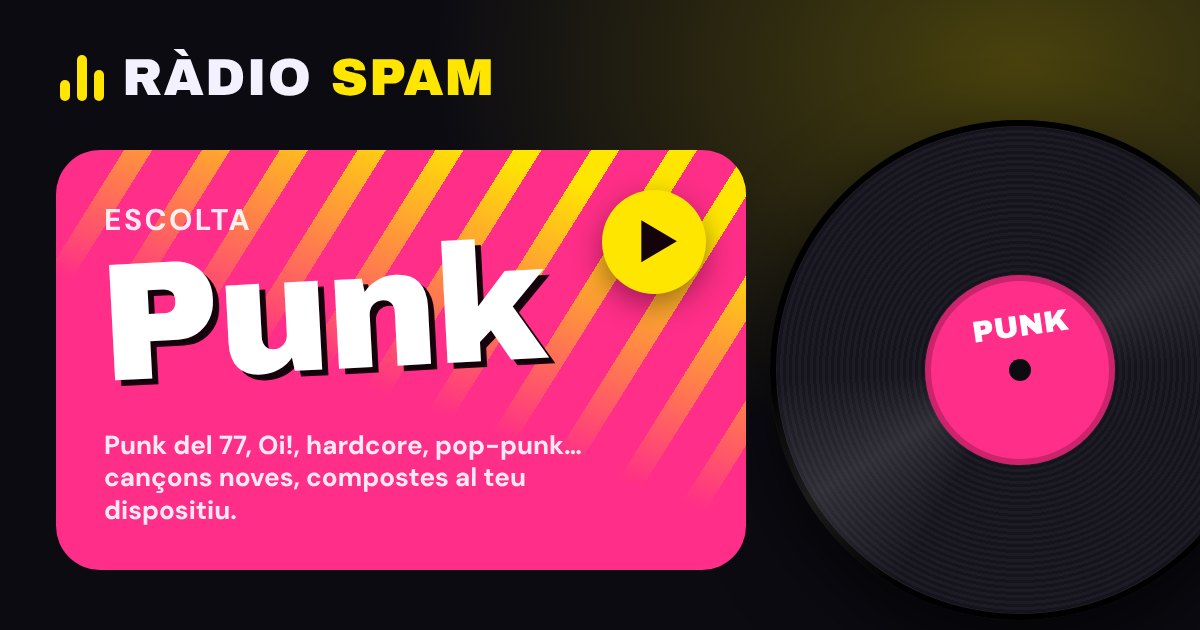 RÀDIO SPAM
ESCOLTA
Punk
Punk del 77, Oi!, hardcore, pop-punk…
cançons noves, compostes al teu
dispositiu.
PUNK